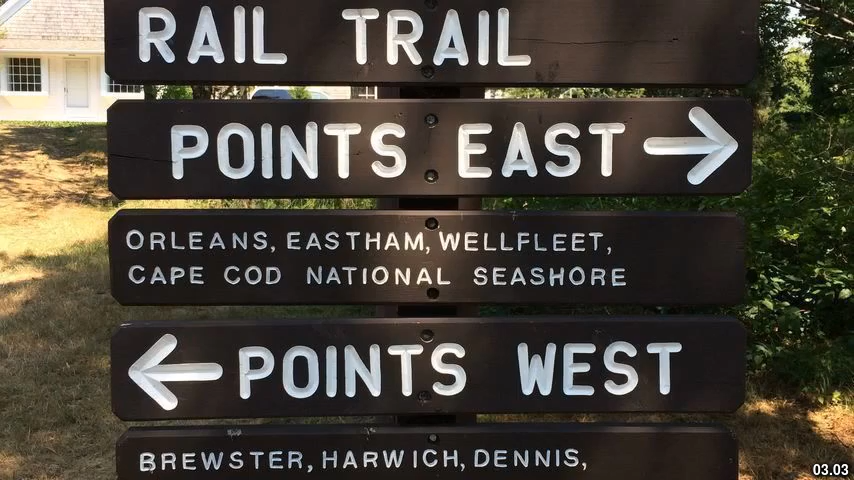 RAIL TRAIL
POINTS EAST →
ORLEANS, EASTHAM, WELLFLEET,
CAPE COD NATIONAL SEASHORE
← POINTS WEST
BREWSTER, HARWICH, DENNIS,
03.03